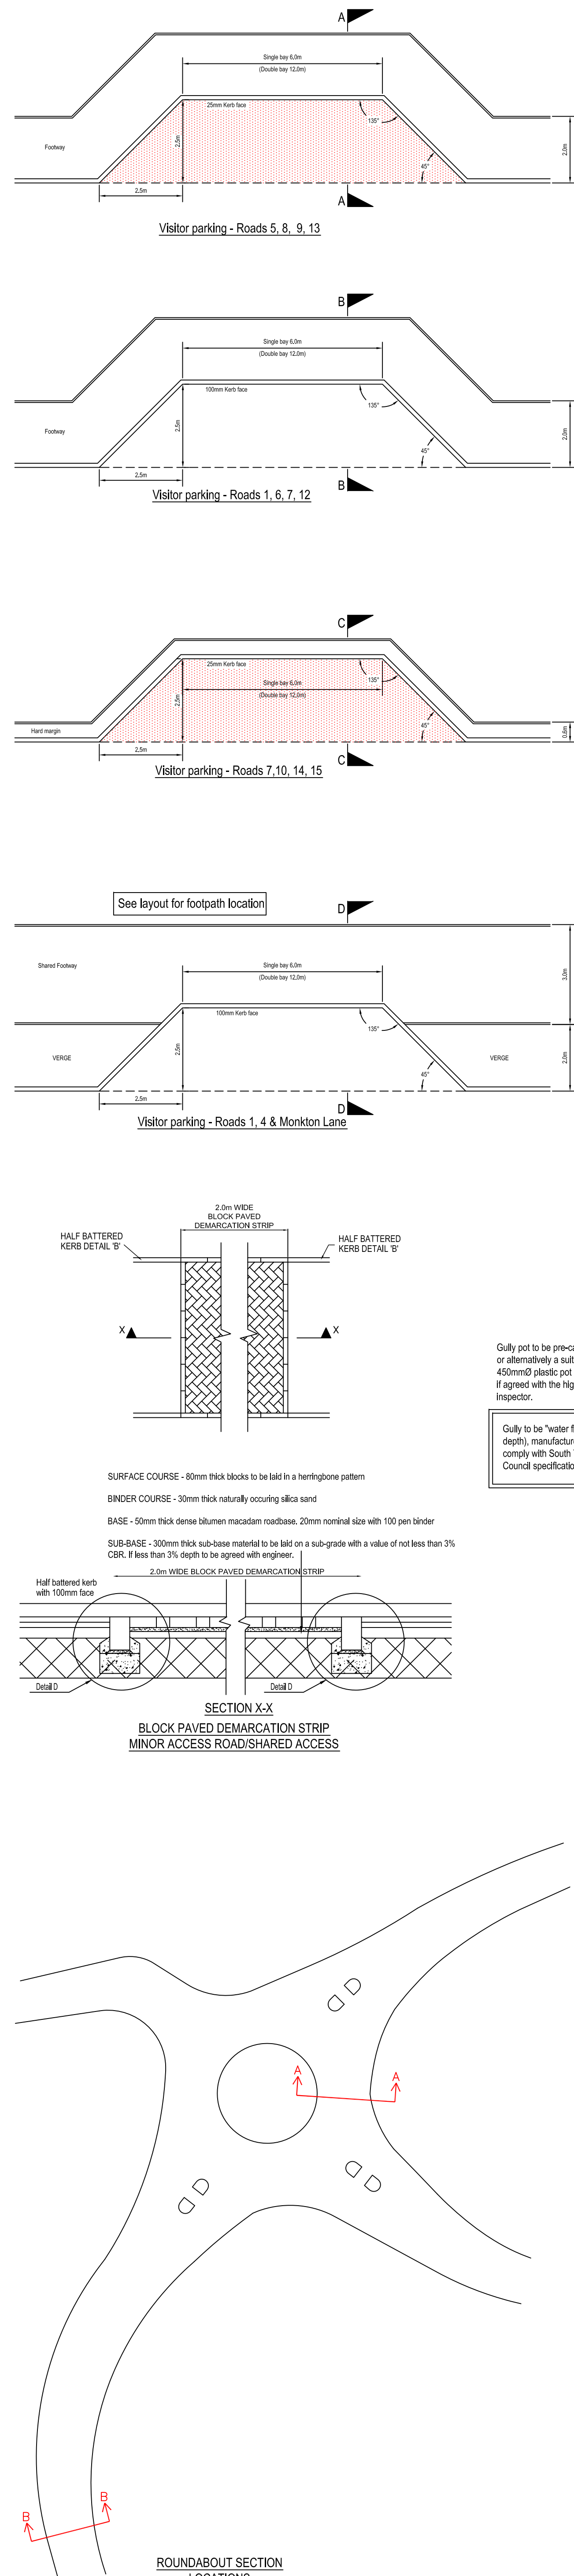 A
Single bay 6.0m
(Double bay 12.0m)
25mm Kerb face
135°
Footway
2.5m
2.0m
45°
2.5m
A
Visitor parking - Roads 5, 8, 9, 13
B
Single bay 6.0m
(Double bay 12.0m)
100mm Kerb face
135°
Footway
2.5m
2.0m
45°
2.5m
B
Visitor parking - Roads 1, 6, 7, 12
C
25mm Kerb face
135°
Single bay 6.0m
(Double bay 12.0m)
2.5m
45°
Hard margin
0.6m
2.5m
C
Visitor parking - Roads 7,10, 14, 15
See layout for footpath location
D
Shared Footway
Single bay 6.0m
(Double bay 12.0m)
3.0m
100mm Kerb face
135°
2.5m
VERGE
VERGE
2.0m
45°
2.5m
D
Visitor parking - Roads 1, 4 & Monkton Lane
2.0m WIDE
BLOCK PAVED
DEMARCATION STRIP
HALF BATTERED
KERB DETAIL 'B'
HALF BATTERED
KERB DETAIL 'B'
X
X
Gully pot to be pre-ca
or alternatively a suit
450mmØ plastic pot
if agreed with the hig
inspector.
Gully to be "water fi
depth), manufacture
comply with South
Council specificatio
SURFACE COURSE - 80mm thick blocks to be laid in a herringbone pattern
BINDER COURSE - 30mm thick naturally occuring silica sand
BASE - 50mm thick dense bitumen macadam roadbase. 20mm nominal size with 100 pen binder
SUB-BASE - 300mm thick sub-base material to be laid on a sub-grade with a value of not less than 3%
CBR. If less than 3% depth to be agreed with engineer.
2.0m WIDE BLOCK PAVED DEMARCATION STRIP
Half battered kerb
with 100mm face
Detail D
Detail D
SECTION X-X
BLOCK PAVED DEMARCATION STRIP
MINOR ACCESS ROAD/SHARED ACCESS
A
A
B
B
ROUNDABOUT SECTION
LOCATIONS